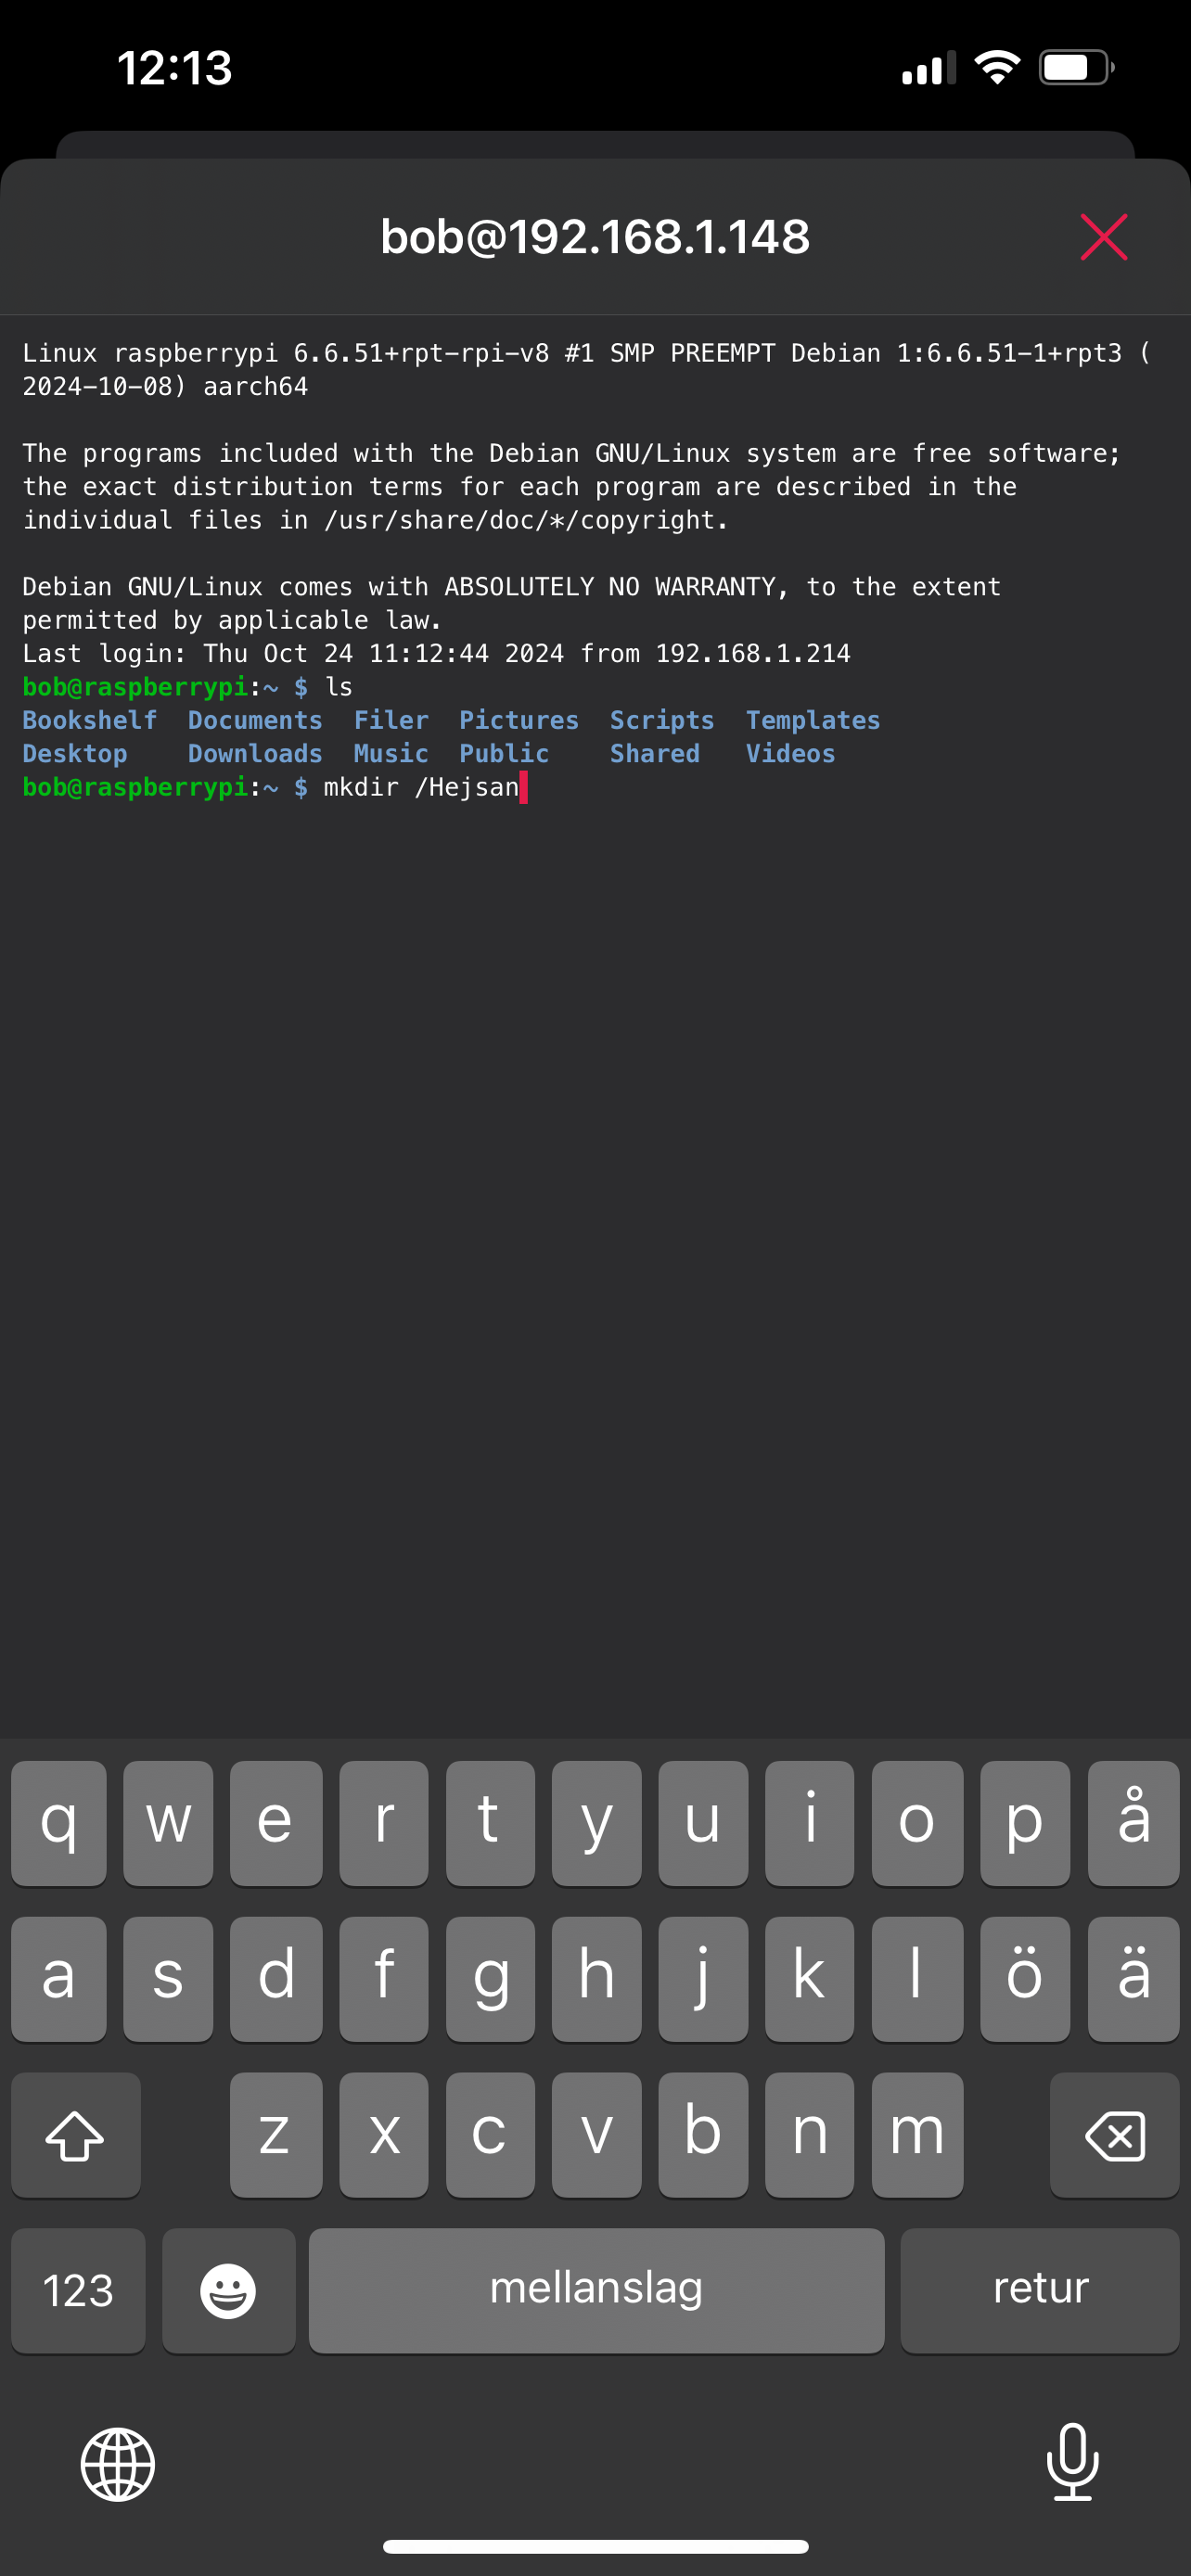 12:13
bob@192.168.1.148
Linux raspberrypi 6.6.51+rpt-rpi-v8 #1 SMP PREEMPT Debian 1:6.6.51-1+rpt3 (
2024-10-08) aarch64
The programs included with the Debian GNU/Linux system are free software;
the exact distribution terms for each program are described in the
individual files in /usr/share/doc/*/copyright.
Debian GNU/Linux comes with ABSOLUTELY NO WARRANTY, to the extent
permitted by applicable law.
Last login: Thu Oct 24 11:12:44 2024 from 192.168.1.214
bob@raspberrypi:~ $ ls
Bookshelf  Documents  Filer  Pictures  Scripts  Templates
Desktop    Downloads  Music  Public    Shared   Videos
bob@raspberrypi:~ $ mkdir /Hejsan
q w e r t y u i o p å
a s d f g h j k l ö ä
z x c v b n m
123 mellanslag retur